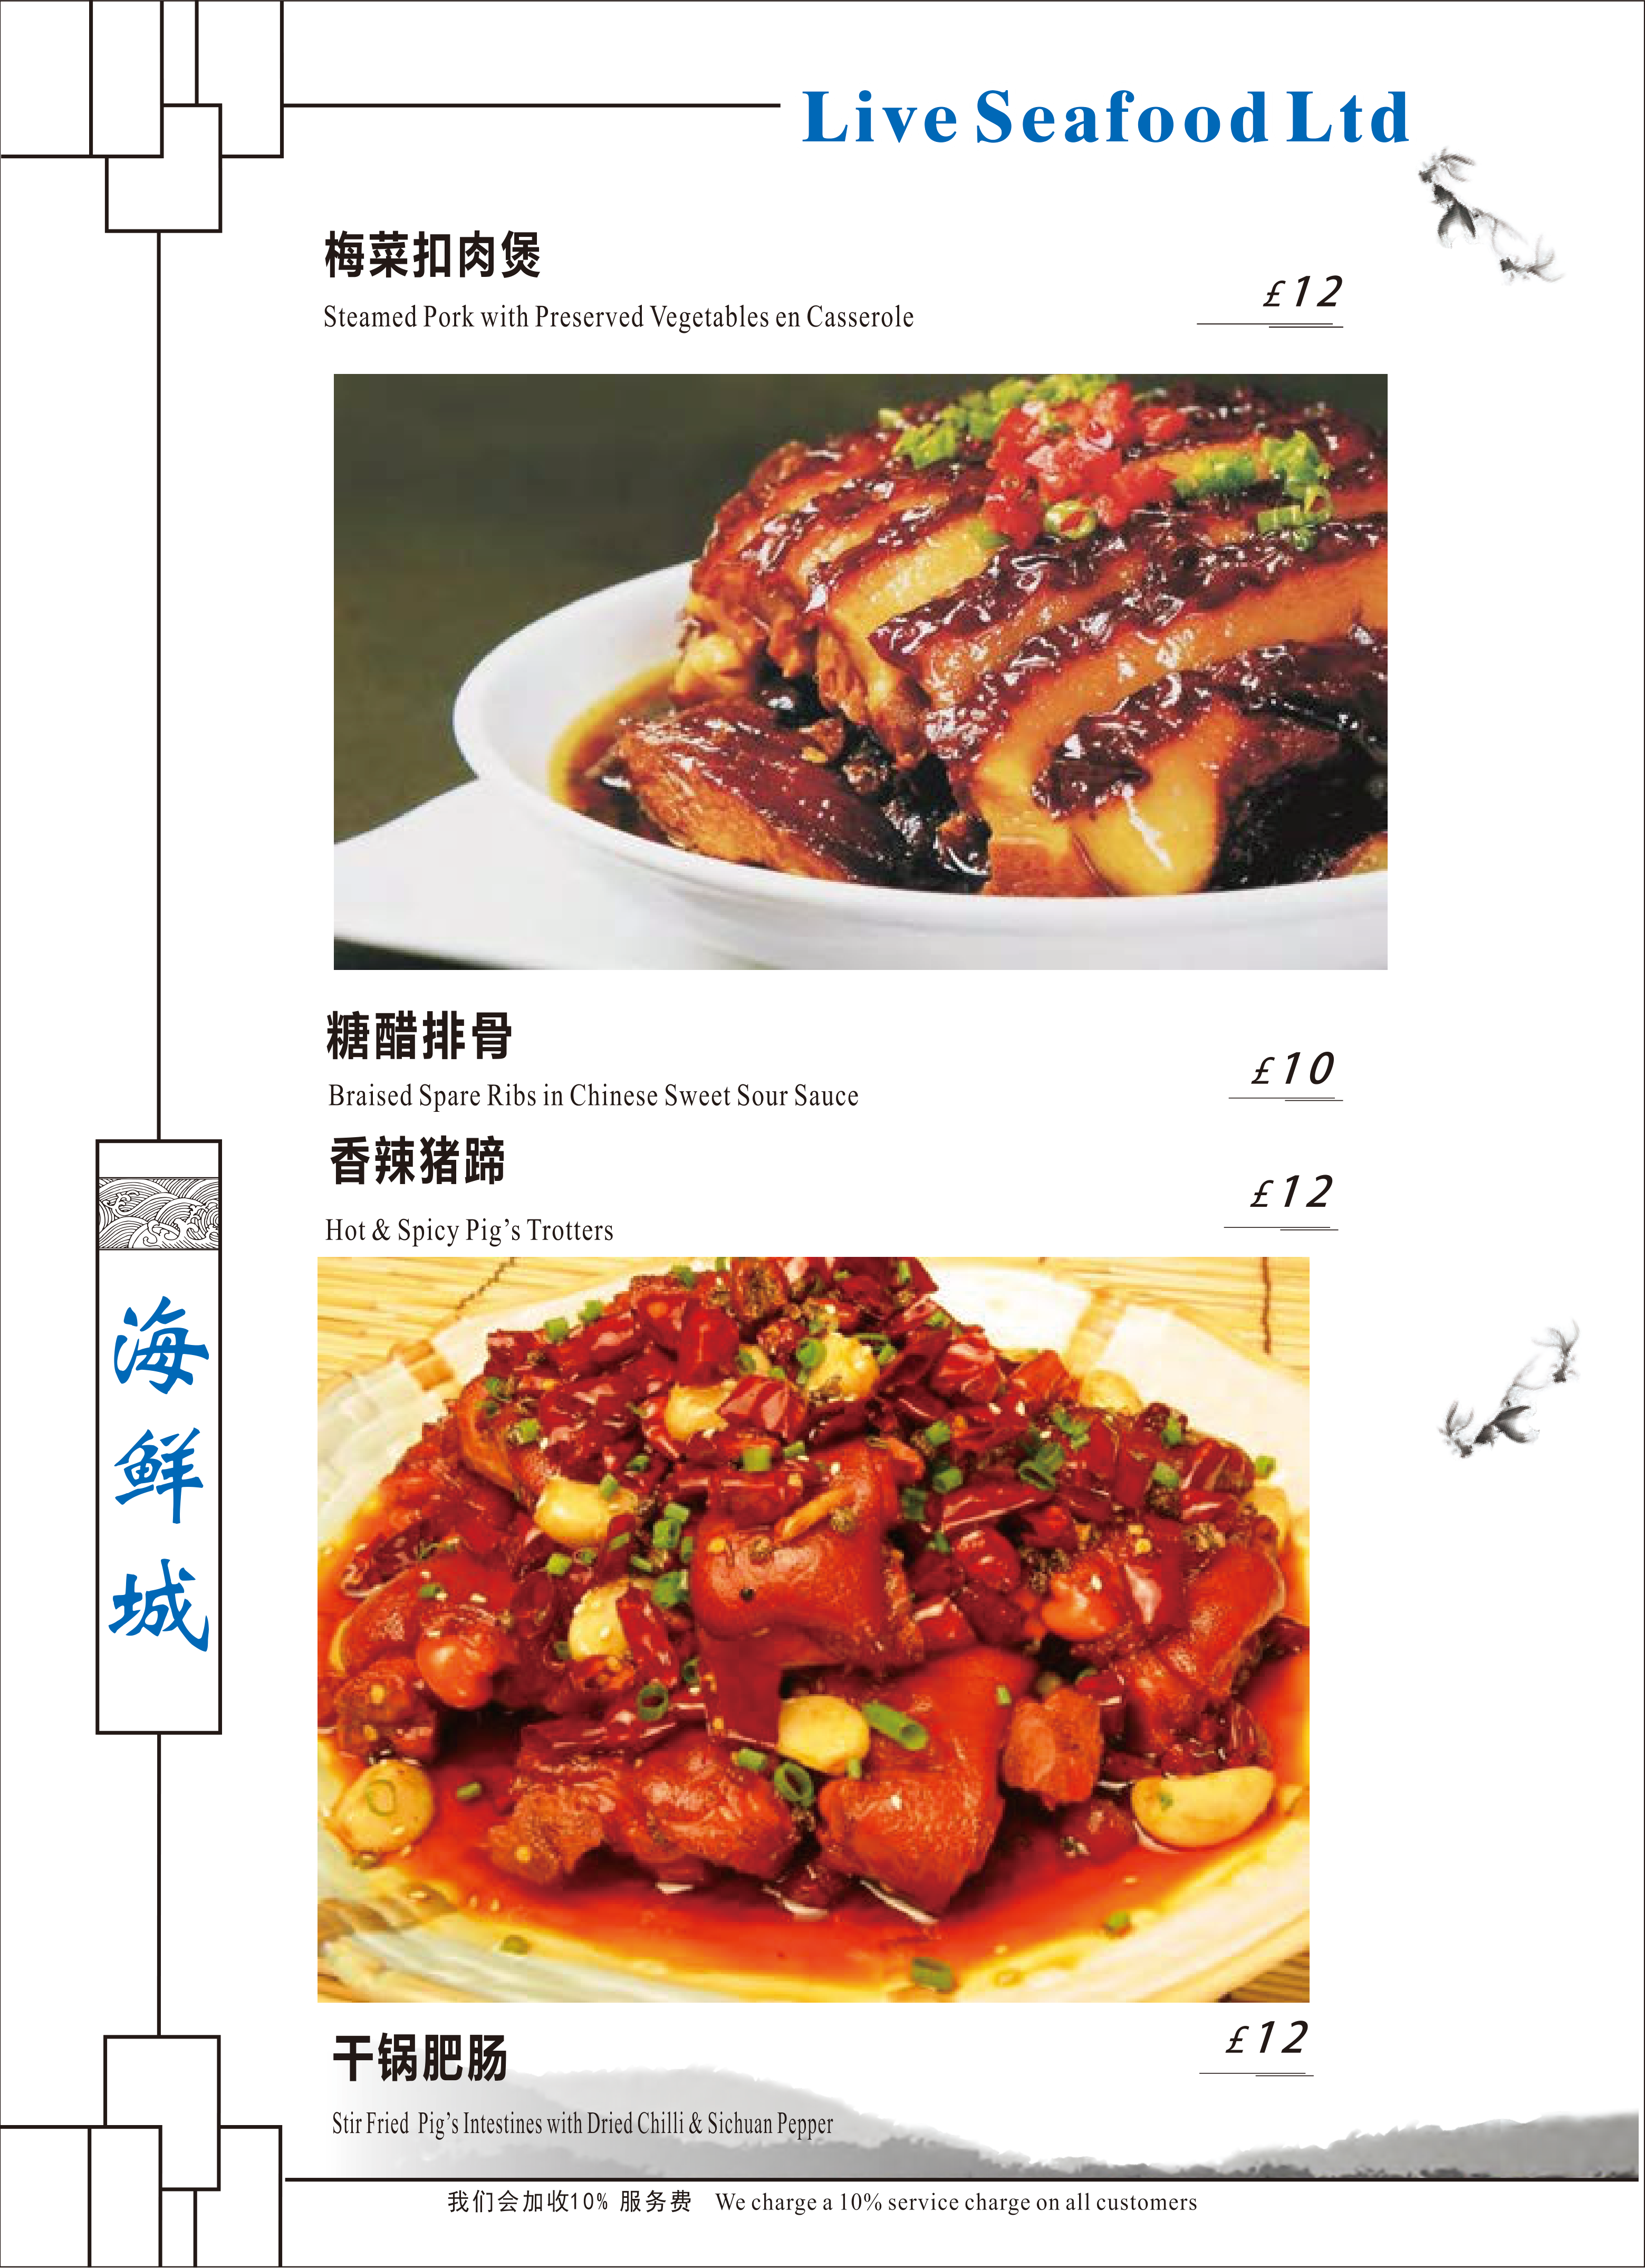 Live Seafood Ltd
梅菜扣肉煲
£12
Steamed Pork with Preserved Vegetables en Casserole
糖醋排骨
£10
Braised Spare Ribs in Chinese Sweet Sour Sauce
香辣猪蹄
£12
Hot & Spicy Pig's Trotters
海
鲜
城
干锅肥肠
£12
Stir Fried Pig's Intestines with Dried Chilli & Sichuan Pepper
我们会加收10% 服务费 We charge a 10% service charge on all customers